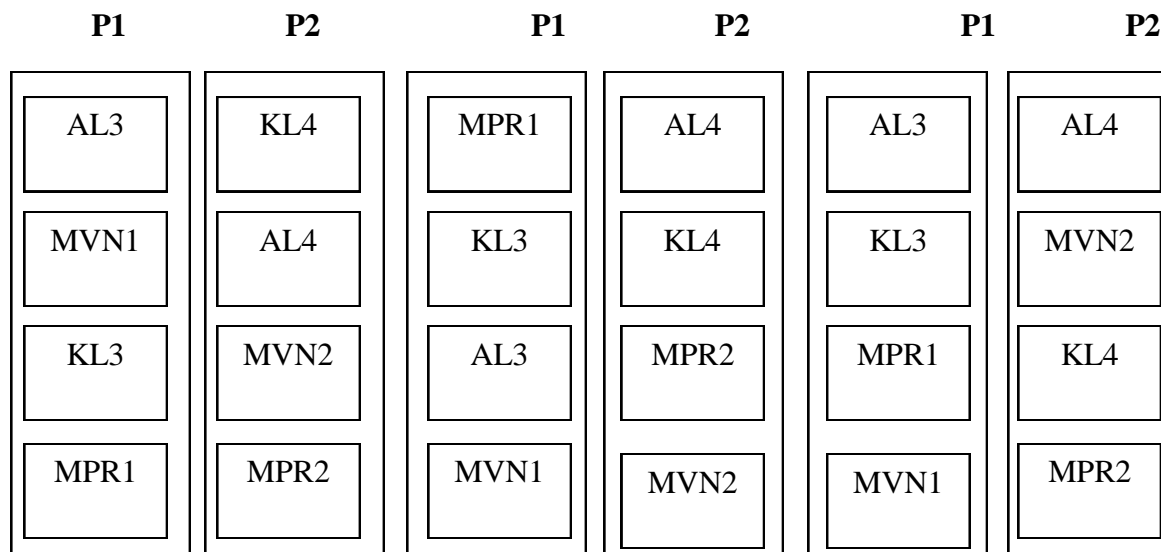 P1 P2 P1 P2 P1 P2
AL3 KL4 MPR1 AL4 AL3 AL4
MVN1 AL4 KL3 KL4 KL3 MVN2
KL3 MVN2 AL3 MPR2 MPR1 KL4
MPR1 MPR2 MVN1 MVN2 MVN1 MPR2